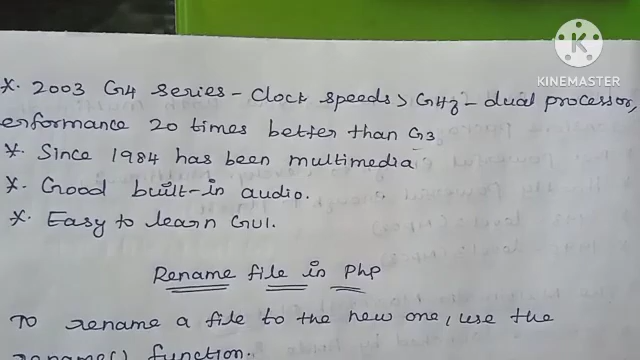 KINEMASTER
*. 2003 G4 series - Clock speeds > GHz - dual processor,
erformance 20 times better than G3
*. Since 1984 has been multimedia
*. Good built-in audio.
*. Easy to learn GUI.
Rename file in Php
To rename a file to the new one, use the
rename() function.